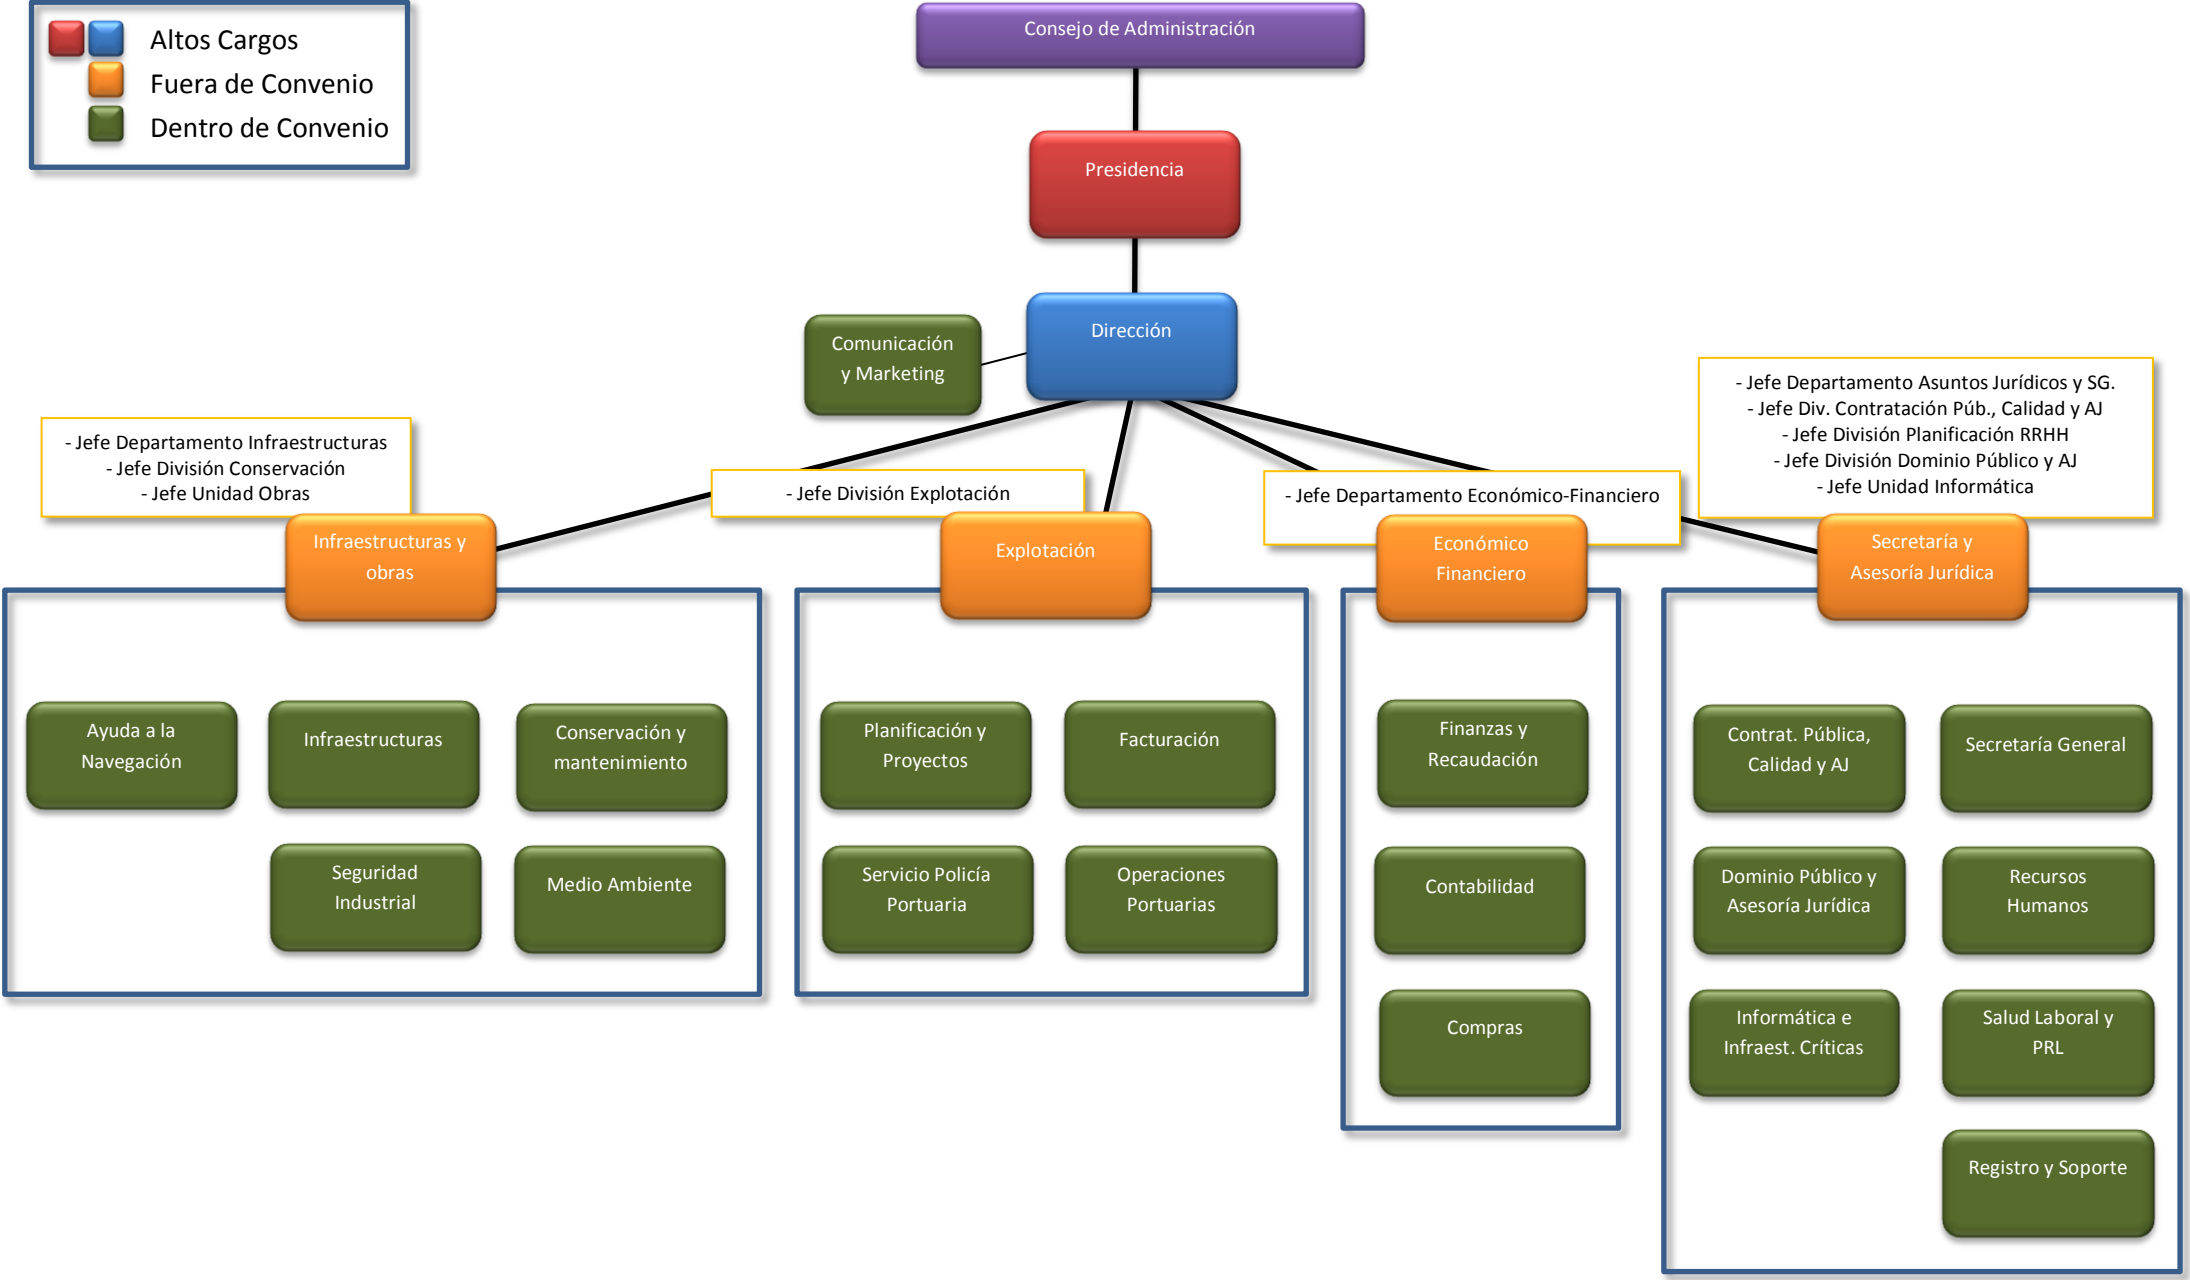 Altos Cargos
Fuera de Convenio
Dentro de Convenio
Consejo de Administración
Presidencia
Dirección
Comunicación
y Marketing
- Jefe Departamento Infraestructuras
- Jefe División Conservación
- Jefe Unidad Obras
- Jefe División Explotación
- Jefe Departamento Económico-Financiero
- Jefe Departamento Asuntos Jurídicos y SG.
- Jefe Div. Contratación Púb., Calidad y AJ
- Jefe División Planificación RRHH
- Jefe División Dominio Público y AJ
- Jefe Unidad Informática
Infraestructuras y
obras
Explotación
Económico
Financiero
Secretaría y
Asesoría Jurídica
Ayuda a la
Navegación
Infraestructuras
Conservación y
mantenimiento
Seguridad
Industrial
Medio Ambiente
Planificación y
Proyectos
Facturación
Servicio Policía
Portuaria
Operaciones
Portuarias
Finanzas y
Recaudación
Contabilidad
Compras
Contrat. Pública,
Calidad y AJ
Secretaría General
Dominio Público y
Asesoría Jurídica
Recursos
Humanos
Informática e
Infraest. Críticas
Salud Laboral y
PRL
Registro y Soporte